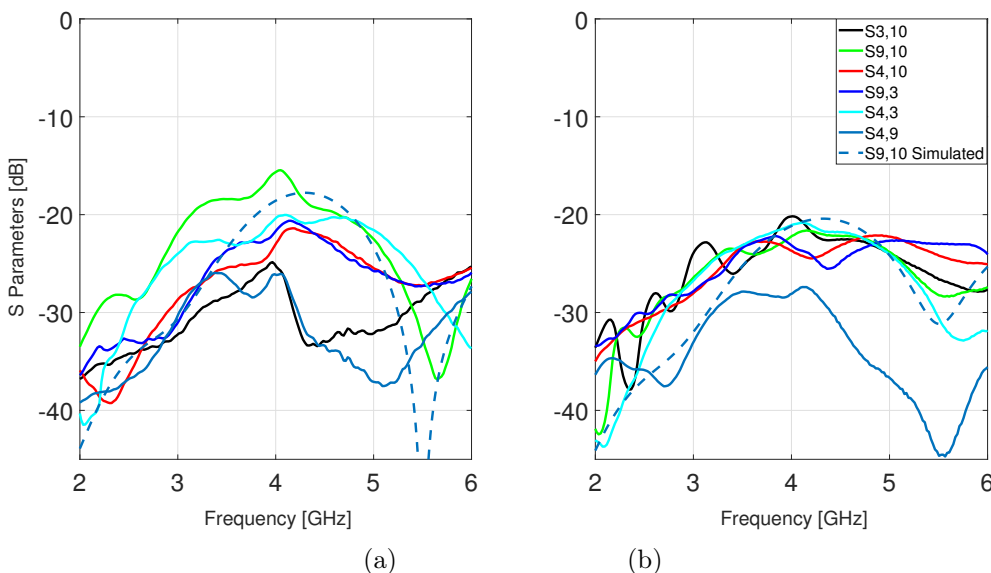 0
-10
-20
-30
-40
S Parameters [dB]
2 3 4 5 6
Frequency [GHz]
(a)
0
-10
-20
-30
-40
2 3 4 5 6
Frequency [GHz]
S3,10
S9,10
S4,10
S9,3
S4,3
S4,9
S9,10 Simulated
(b)